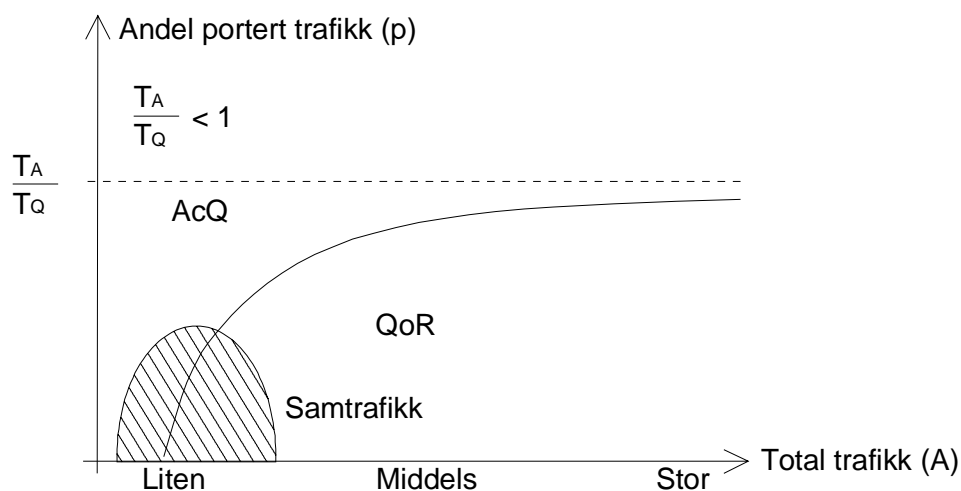 Andel portert trafikk (p)
TA
TQ
< 1
TA
TQ
AcQ
QoR
Samtrafikk
Liten
Middels
Stor
Total trafikk (A)